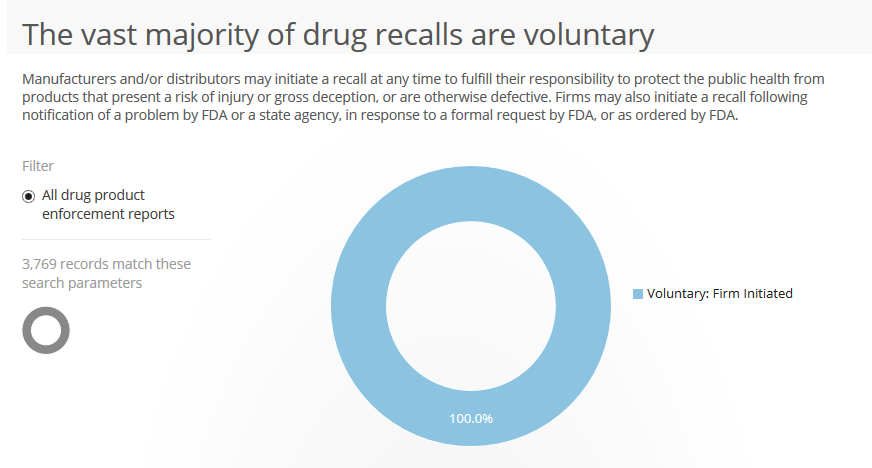 The vast majority of drug recalls are voluntary
Manufacturers and/or distributors may initiate a recall at any time to fulfill their responsibility to protect the public health from
products that present a risk of injury or gross deception, or are otherwise defective. Firms may also initiate a recall following
notification of a problem by FDA or a state agency, in response to a formal request by FDA, or as ordered by FDA.
Filter
All drug product
enforcement reports
3,769 records match these
search parameters
Voluntary: Firm Initiated
100.0%